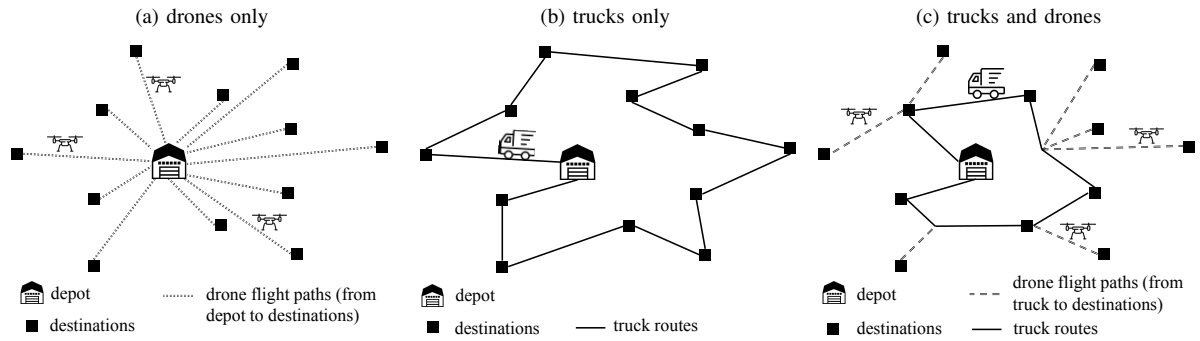 (a) drones only
(b) trucks only
(c) trucks and drones
depot
drone flight paths (from
depot to destinations)
destinations
depot
destinations
truck routes
depot
drone flight paths (from
truck to destinations)
destinations
truck routes